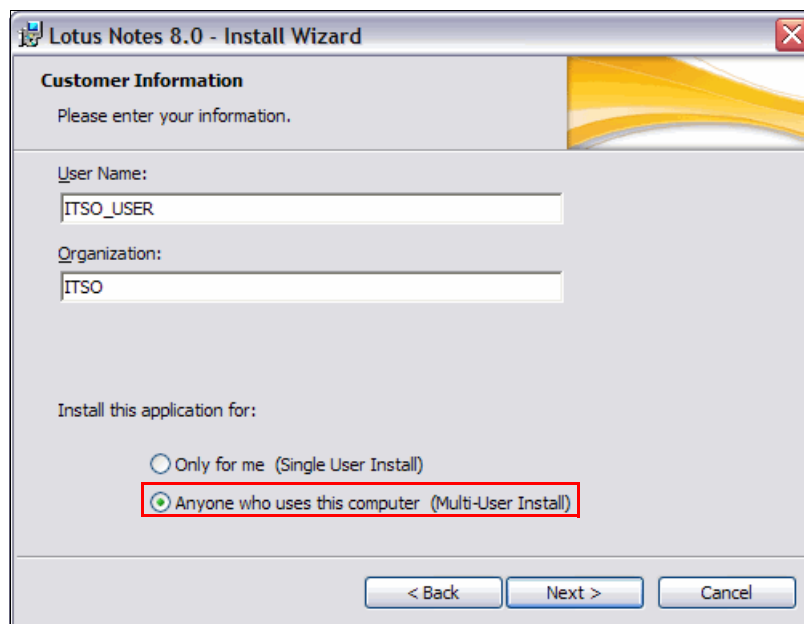 Lotus Notes 8.0 - Install Wizard
Customer Information
Please enter your information.
User Name:
ITSO_USER
Organization:
ITSO
Install this application for:
Only for me (Single User Install)
Anyone who uses this computer (Multi-User Install)
< Back Next > Cancel